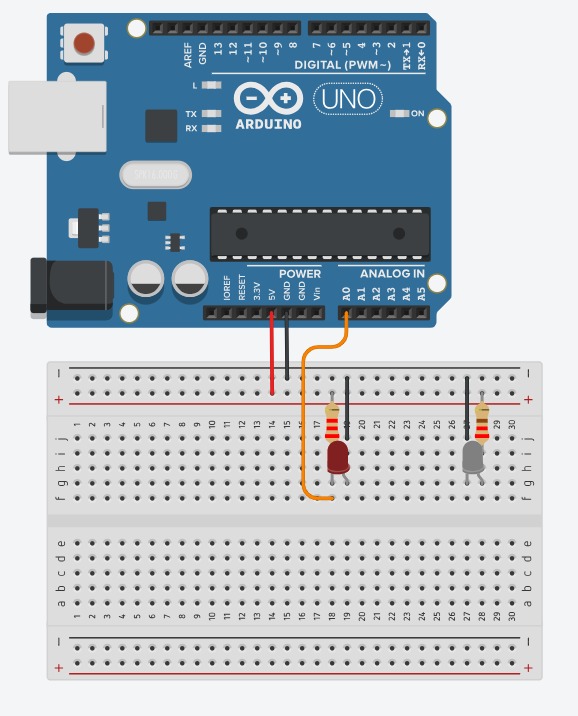 AREF
GND
13
12
~11
~10
~9
8
7
~6
~5
4
~3
2
TX→1
RX←0
DIGITAL (PWM~)
L
TX
RX
ARDUINO
UNO
ON
POWER
ANALOG IN
IOREF
RESET
3.3V
5V
GND
GND
Vin
A0
A1
A2
A3
A4
A5
− −
+ +
1 2 3 4 5 6 7 8 9 10 11 12 13 14 15 16 17 18 19 20 21 22 23 24 25 26 27 28 29 30
j j
i i
h h
g g
f f
e e
d d
c c
b b
a a
1 2 3 4 5 6 7 8 9 10 11 12 13 14 15 16 17 18 19 20 21 22 23 24 25 26 27 28 29 30
− −
+ +